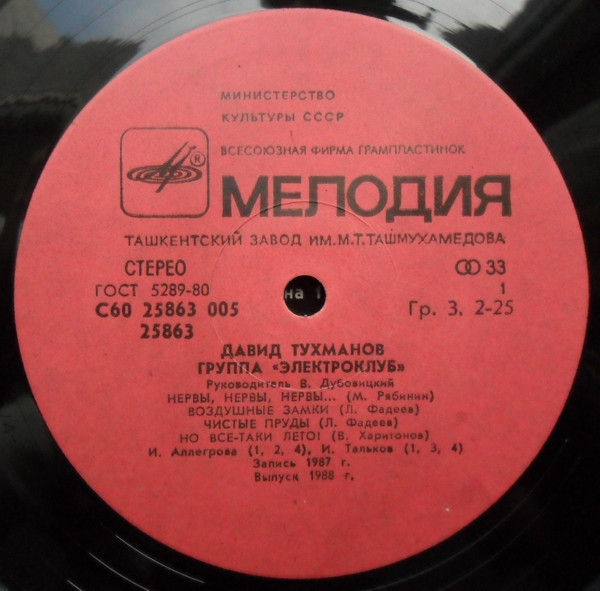 МИНИСТЕРСТВО
КУЛЬТУРЫ СССР
ВСЕСОЮЗНАЯ ФИРМА ГРАМПЛАСТИНОК
®
МЕЛОДИЯ
ТАШКЕНТСКИЙ ЗАВОД ИМ.М.Т.ТАШМУХАМЕДОВА
СТЕРЕО
33
ГОСТ 5289-80
1
С60 25863 005
Гр. 3. 2-25
25863
на 1
ДАВИД ТУХМАНОВ
ГРУППА «ЭЛЕКТРОКЛУБ»
Руководитель В. Дубовицкий
НЕРВЫ, НЕРВЫ, НЕРВЫ... (М. Рябинин)
ВОЗДУШНЫЕ ЗАМКИ (Л. Фадеев)
ЧИСТЫЕ ПРУДЫ (Л. Фадеев)
НО ВСЕ-ТАКИ ЛЕТО! (В. Харитонов)
И. Аллегрова (1, 2, 4), И. Тальков (1, 3, 4)
Запись 1987 г.
Выпуск 1988 г.